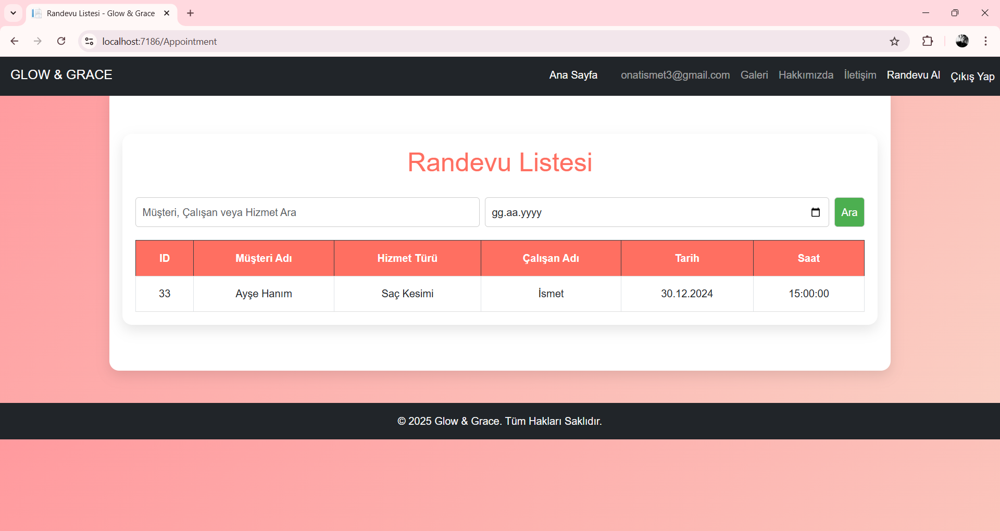 Randevu Listesi - Glow & Grace
localhost:7186/Appointment
GLOW & GRACE
Ana Sayfa onatismet3@gmail.com Galeri Hakkımızda İletişim Randevu Al Çıkış Yap
Randevu Listesi
Müşteri, Çalışan veya Hizmet Ara gg.aa.yyyy Ara
ID Müşteri Adı Hizmet Türü Çalışan Adı Tarih Saat
33 Ayşe Hanım Saç Kesimi İsmet 30.12.2024 15:00:00
© 2025 Glow & Grace. Tüm Hakları Saklıdır.